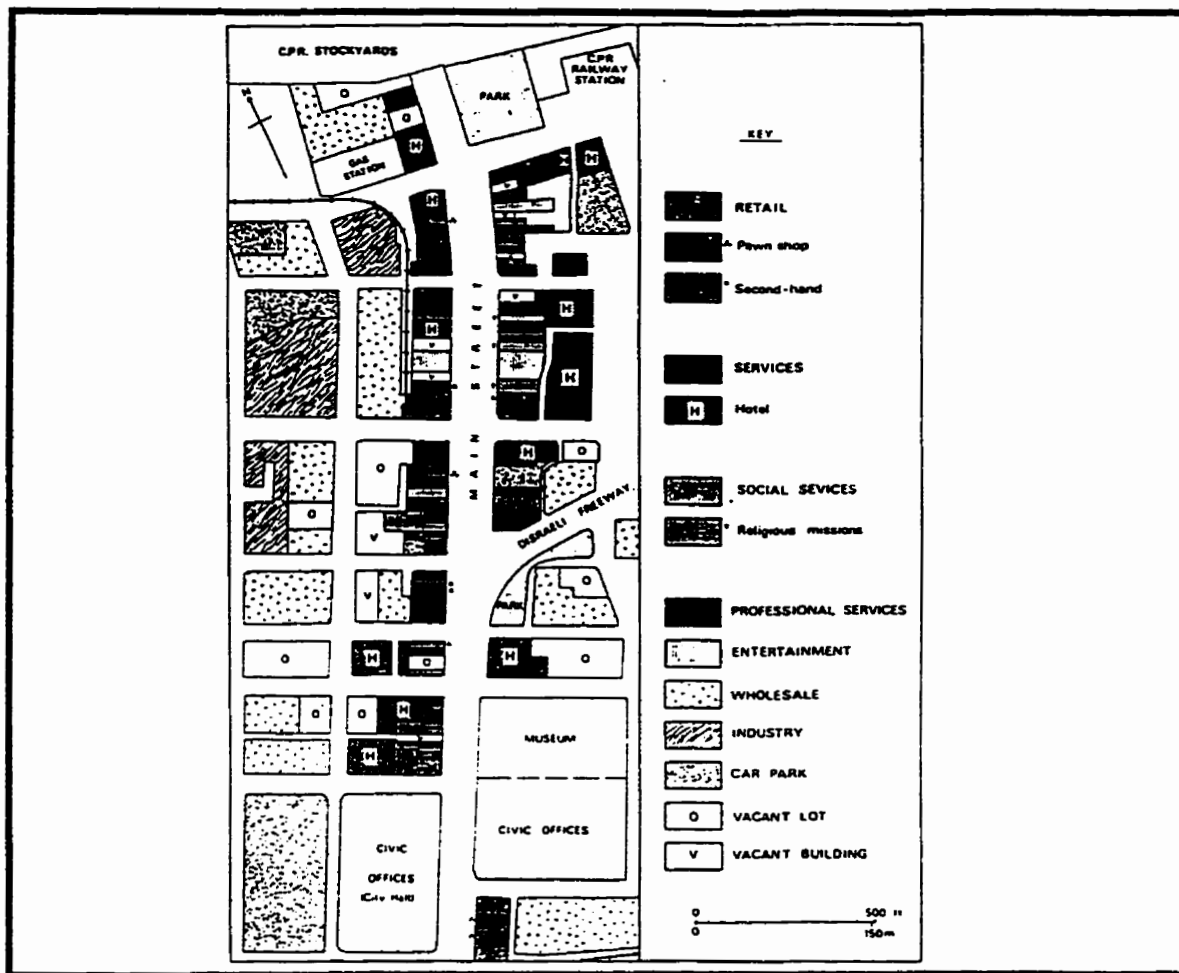 C.P.R. STOCKYARDS
C.P.R
RAILWAY
STATION
PARK
N
O
O
H
GAS
STATION
H
H
H
V
H
V
H
V
V
H
MAIN STREET
H
O
O
O
V
DISRAELI FREEWAY
V
PARK
O
O
H
O
H
O
O
O
H
H
MUSEUM
CIVIC OFFICES
CIVIC
OFFICES
(City Hall)
KEY
RETAIL
Pawn shop
Second-hand
SERVICES
H Hotel
SOCIAL SEVICES
Religious missions
PROFESSIONAL SERVICES
ENTERTAINMENT
WHOLESALE
INDUSTRY
CAR PARK
O VACANT LOT
V VACANT BUILDING
0 500 ft
0 150m